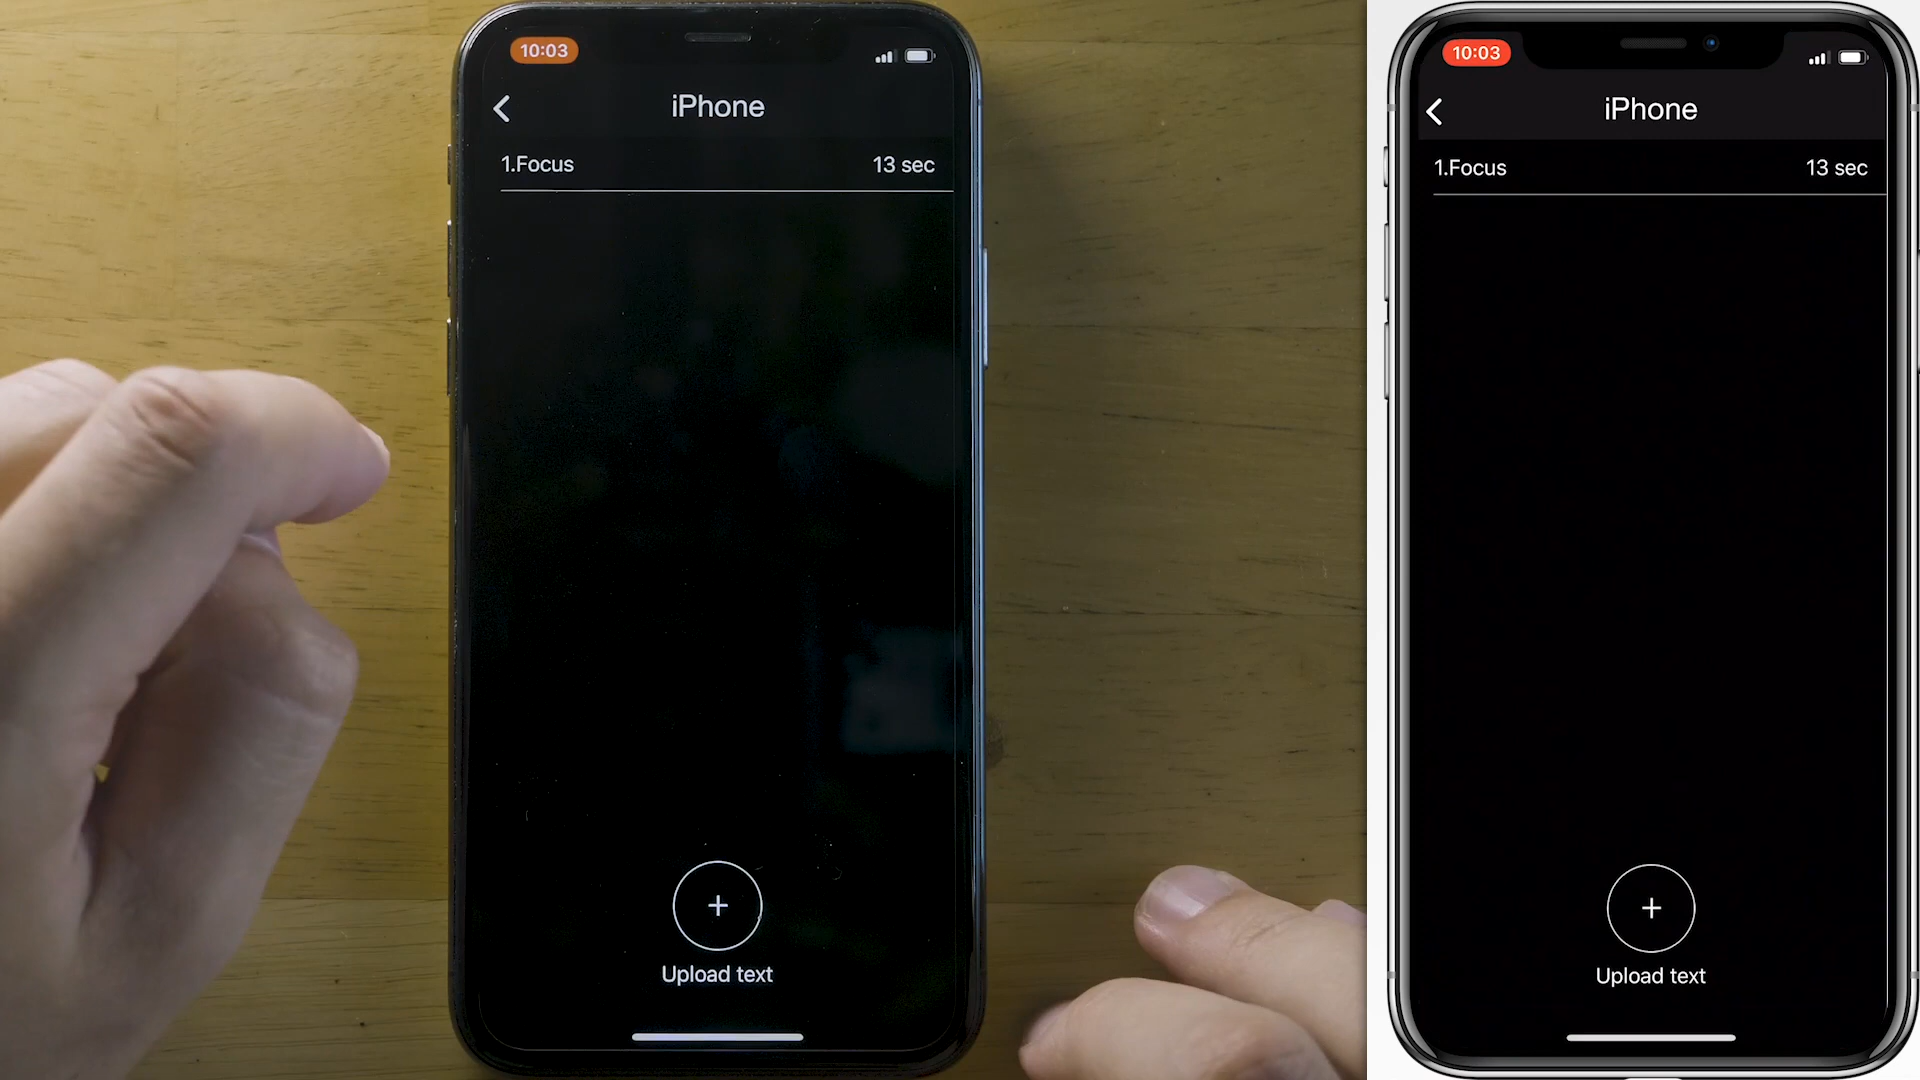 10:03
iPhone
1.Focus 13 sec
+
Upload text
10:03
iPhone
1.Focus 13 sec
+
Upload text